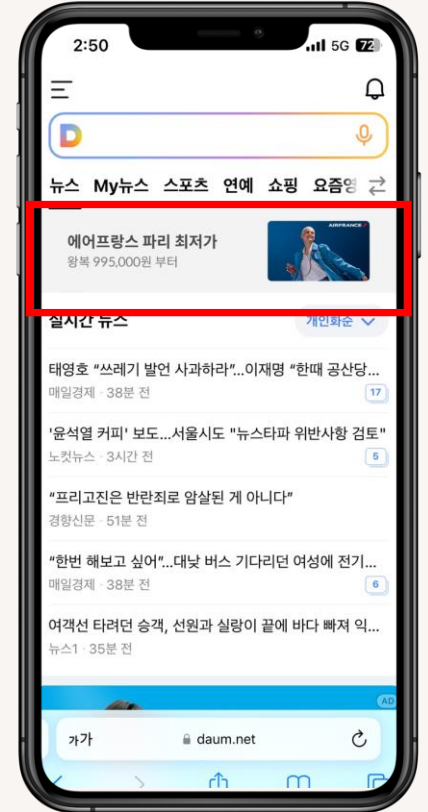 2:50
5G 72
D
뉴스 My뉴스 스포츠 연예 쇼핑 요즘
에어프랑스 파리 최저가
왕복 995,000원 부터
AIRFRANCE
실시간 뉴스
개인화순
태영호 “쓰레기 발언 사과하라”...이재명 “한때 공산당...
매일경제 · 38분 전
17
'윤석열 커피' 보도...서울시도 "뉴스타파 위반사항 검토"
노컷뉴스 · 3시간 전
5
“프리고진은 반란죄로 암살된 게 아니다”
경향신문 · 51분 전
“한번 해보고 싶어”...대낮 버스 기다리던 여성에 전기...
매일경제 · 38분 전
6
여객선 타려던 승객, 선원과 실랑이 끝에 바다 빠져 익...
뉴스1 · 35분 전
AD
가가 daum.net